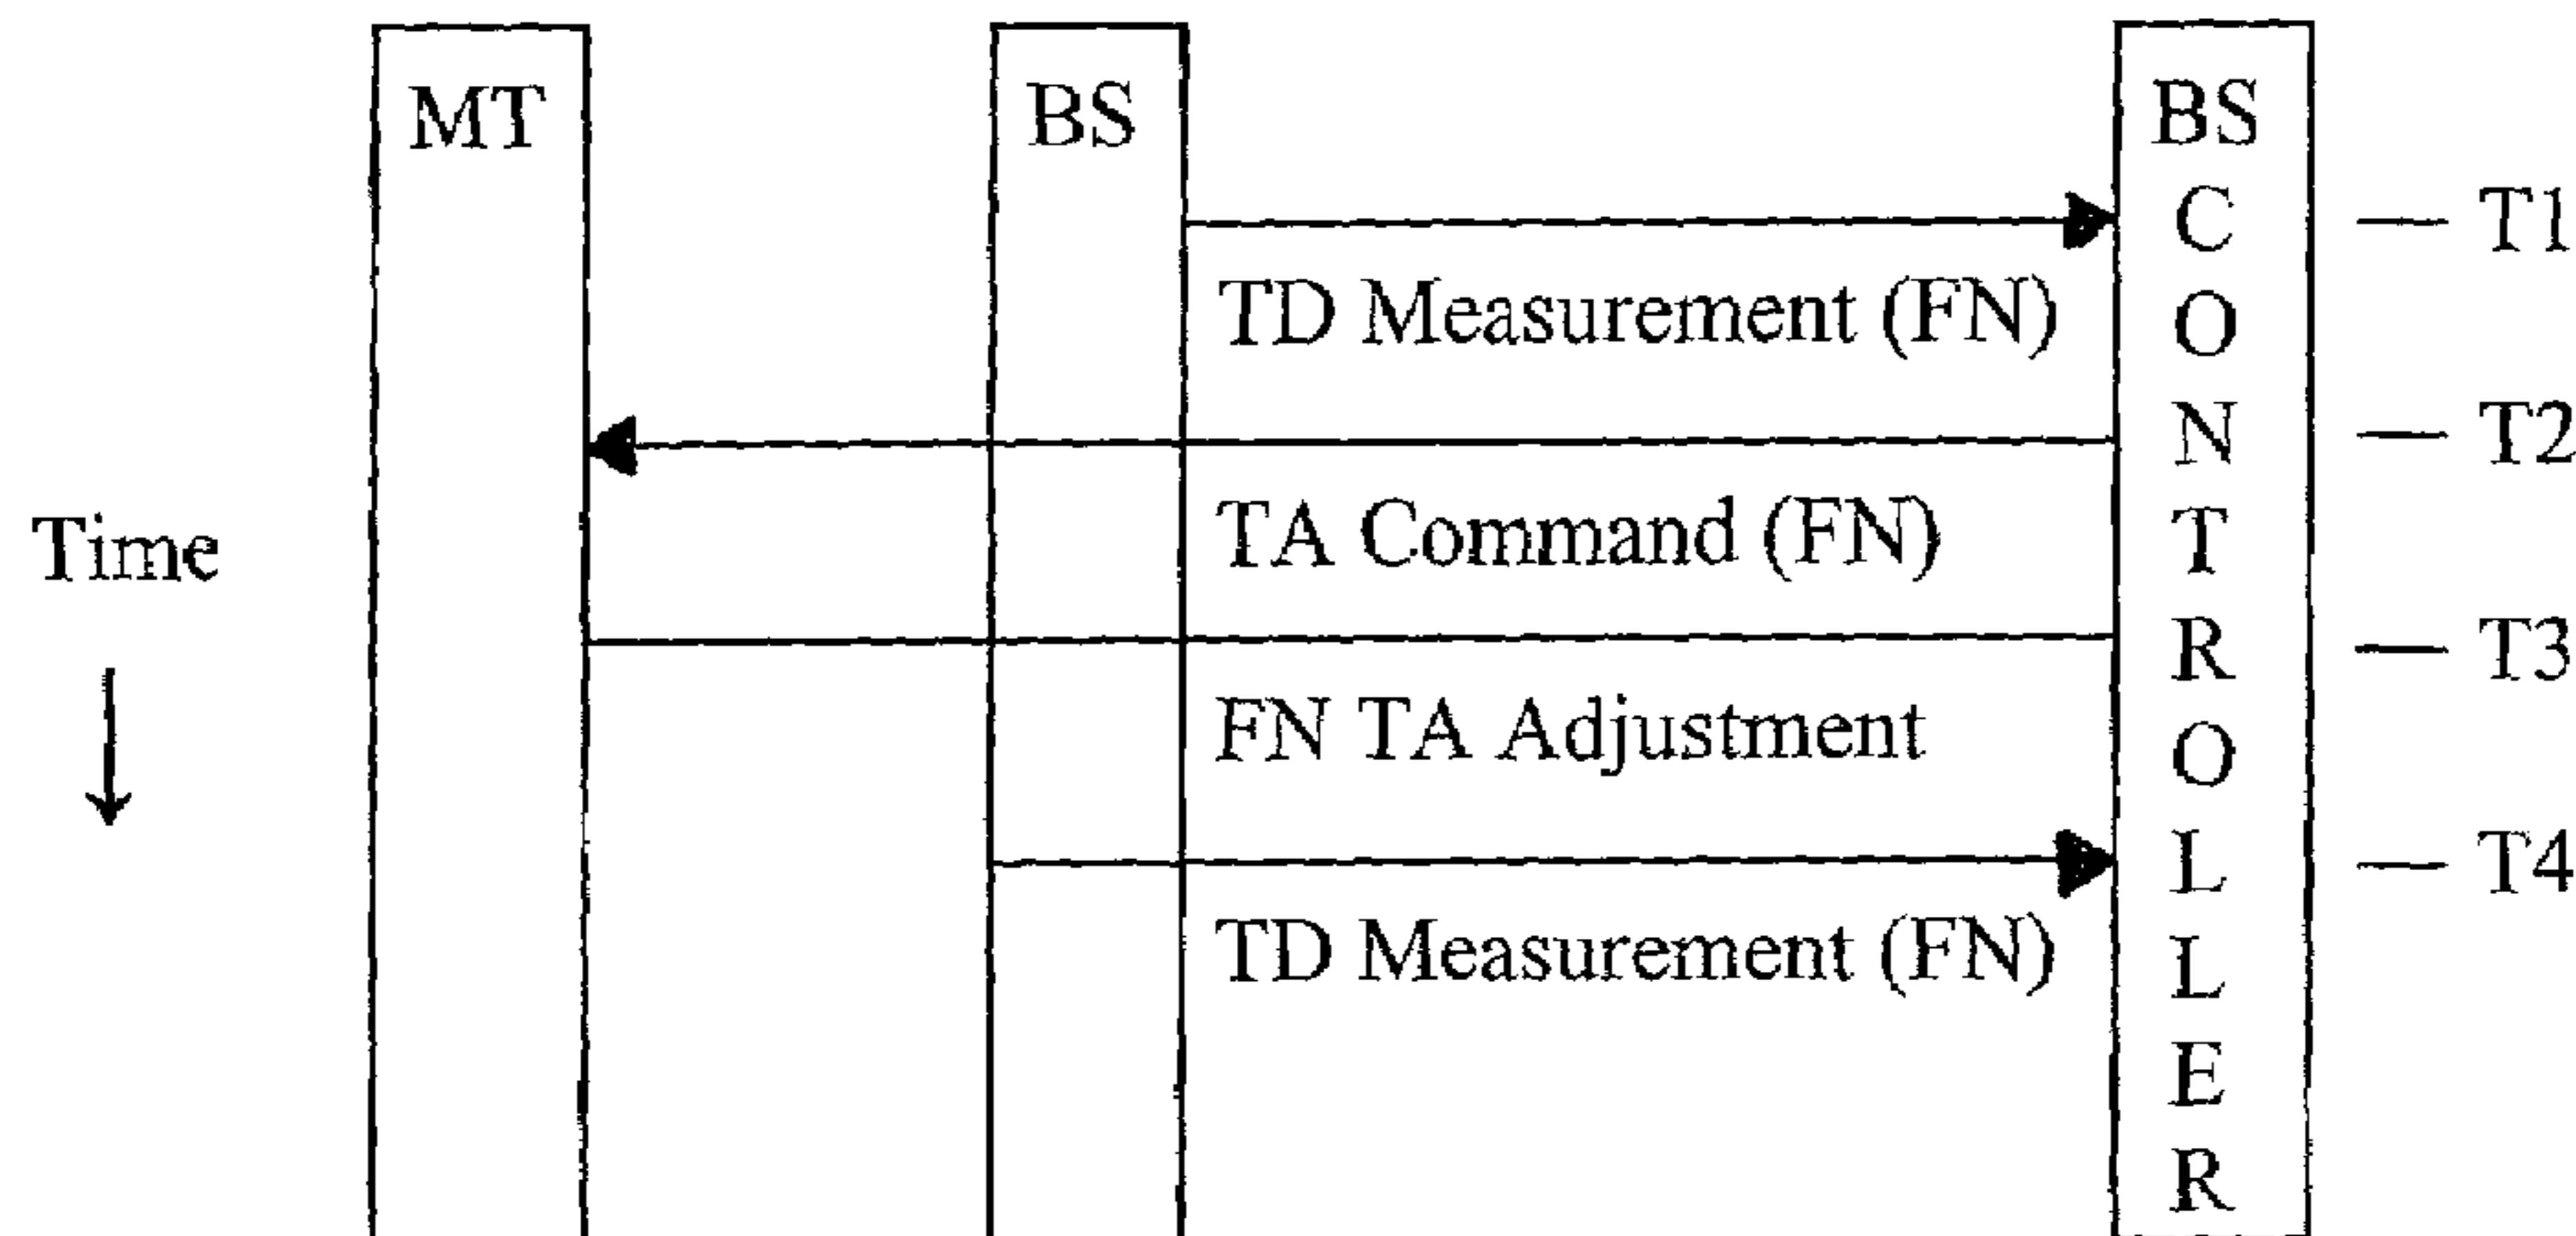 MT
BS
BS
CONTROLLER
T1
TD Measurement (FN)
T2
TA Command (FN)
Time
T3
FN TA Adjustment
T4
TD Measurement (FN)